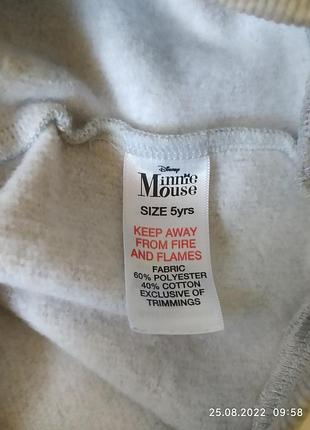 Disney
Minnie
Mouse
SIZE 5yrs
KEEP AWAY
FROM FIRE
AND FLAMES
FABRIC
60% POLYESTER
40% COTTON
EXCLUSIVE OF
TRIMMINGS
25.08.2022 09:58